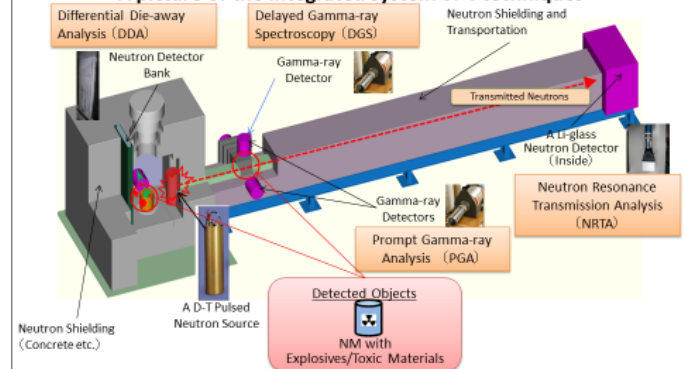 Differential Die-away
Analysis (DDA)
Delayed Gamma-ray
Spectroscopy (DGS)
Neutron Shielding and
Transportation
Neutron Detector
Bank
Gamma-ray
Detector
Transmitted Neutrons
A Li-glass
Neutron Detector
(Inside)
Neutron Resonance
Transmission Analysis
(NRTA)
Gamma-ray
Detectors
Prompt Gamma-ray
Analysis (PGA)
A D-T Pulsed
Neutron Source
Detected Objects
NM with
Explosives/Toxic Materials
Neutron Shielding
(Concrete etc.)